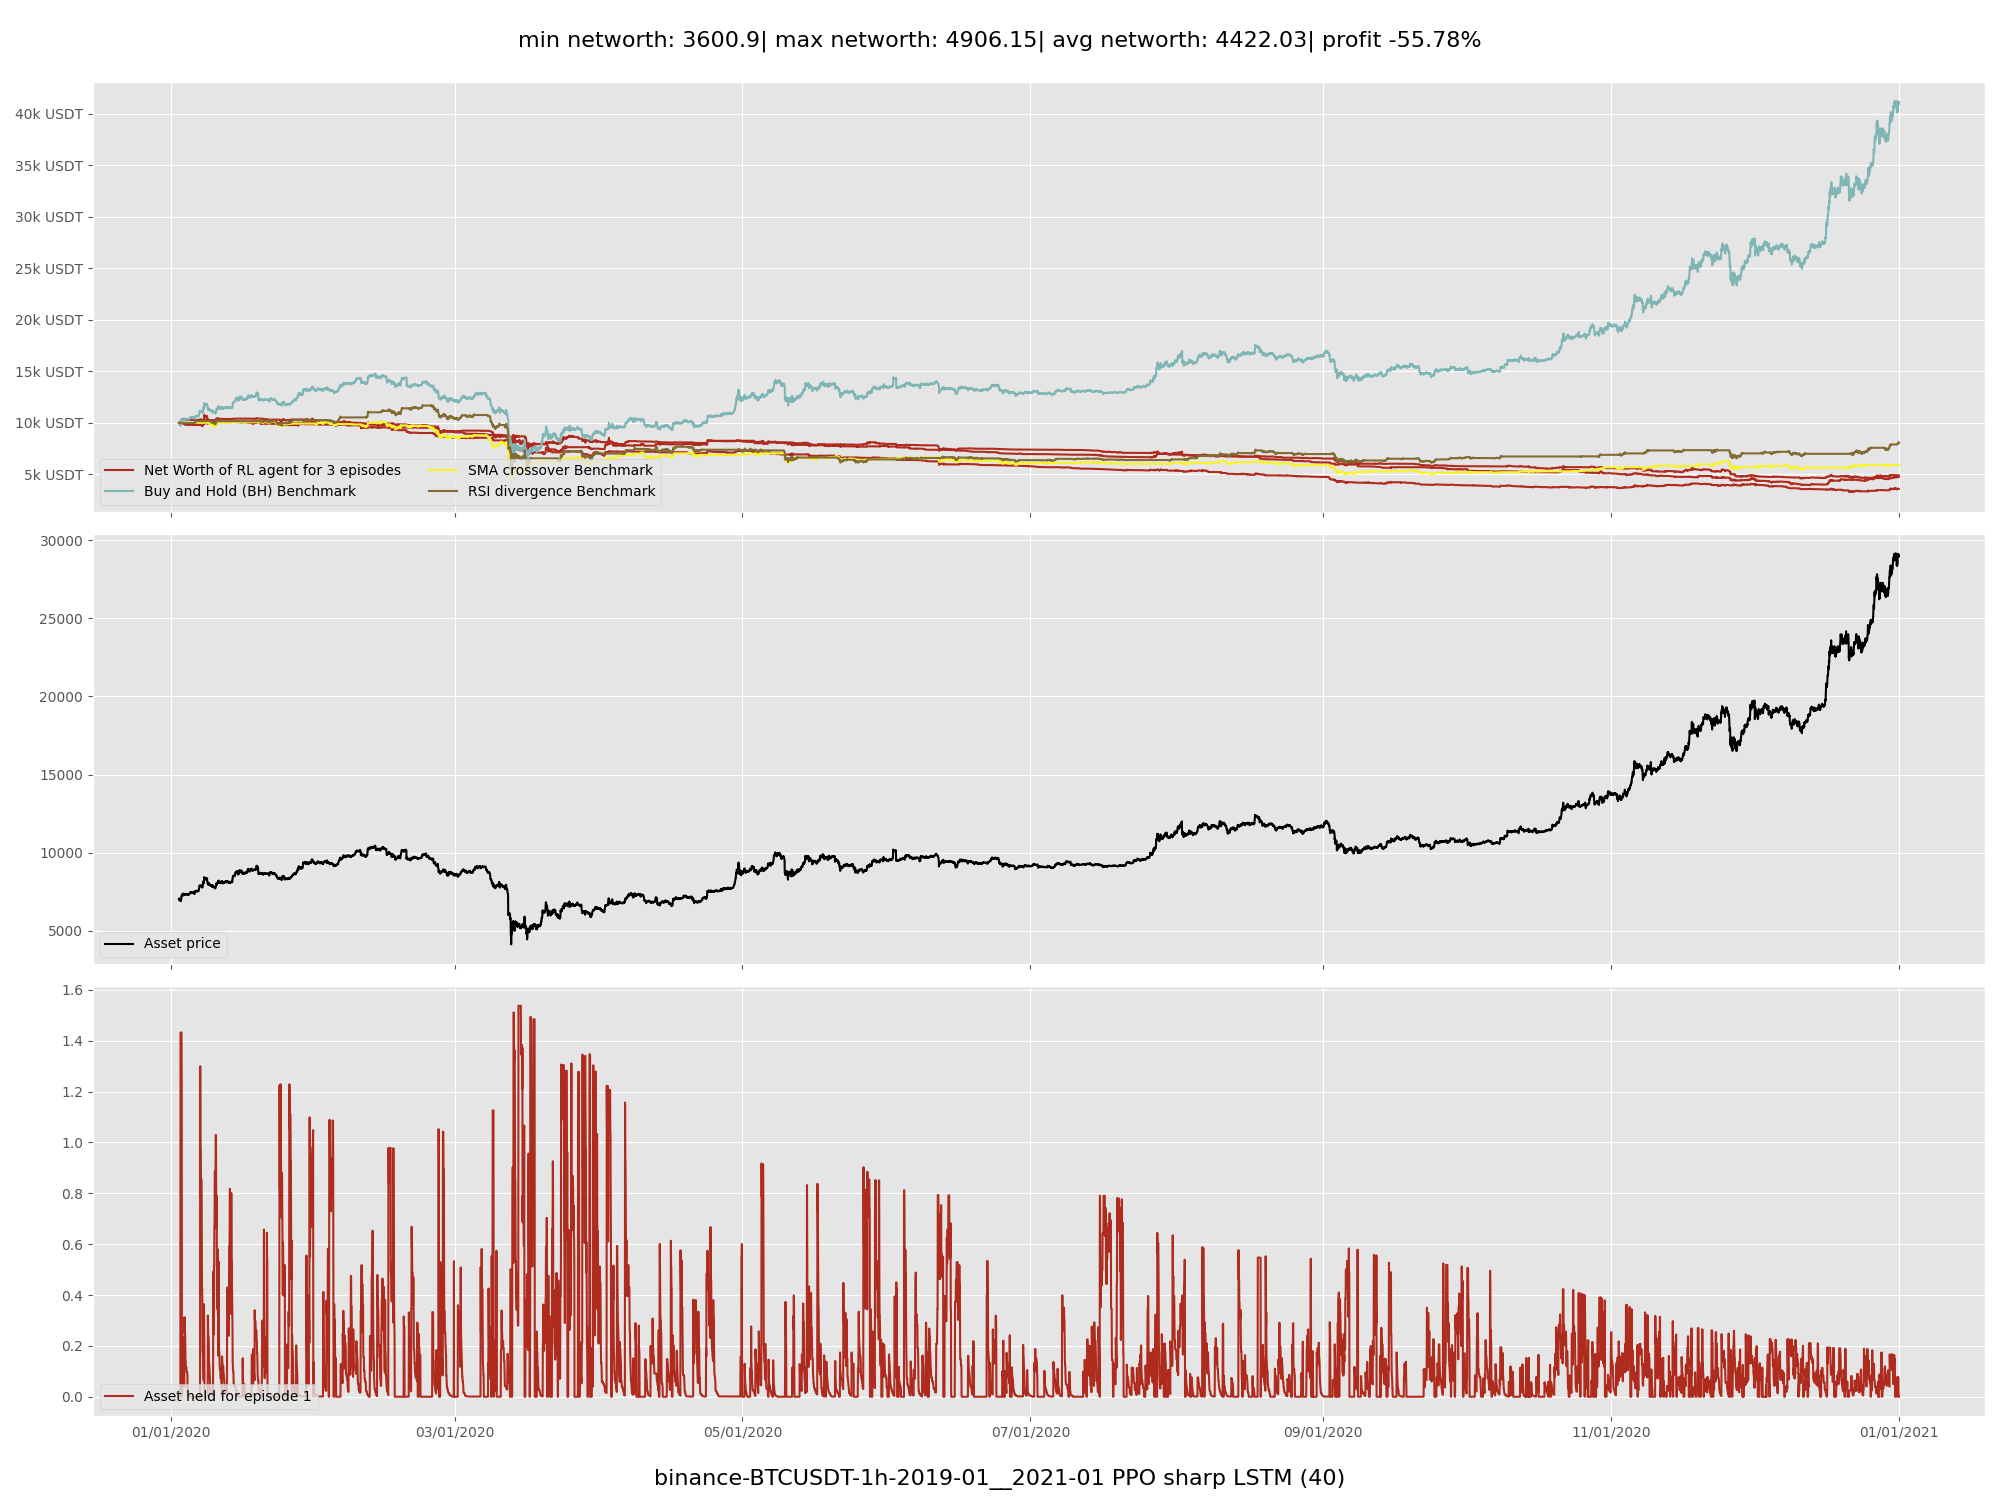 min networth: 3600.9| max networth: 4906.15| avg networth: 4422.03| profit -55.78%
40k USDT
35k USDT
30k USDT
25k USDT
20k USDT
15k USDT
10k USDT
5k USDT
Net Worth of RL agent for 3 episodes
Buy and Hold (BH) Benchmark
SMA crossover Benchmark
RSI divergence Benchmark
30000
25000
20000
15000
10000
5000
Asset price
1.6
1.4
1.2
1.0
0.8
0.6
0.4
0.2
0.0
Asset held for episode 1
01/01/2020
03/01/2020
05/01/2020
07/01/2020
09/01/2020
11/01/2020
01/01/2021
binance-BTCUSDT-1h-2019-01__2021-01 PPO sharp LSTM (40)